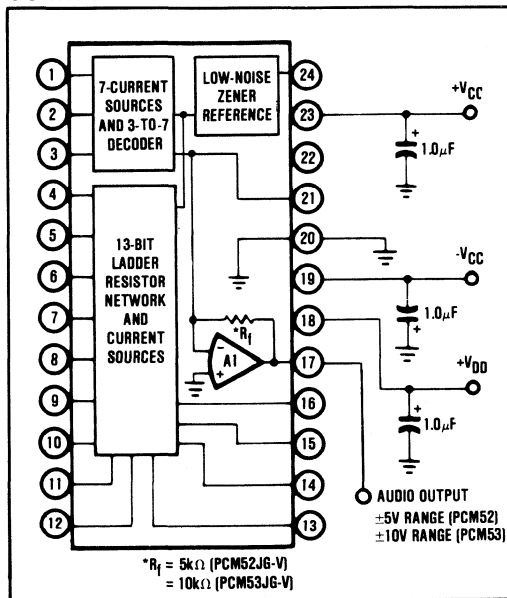 1
2
3
4
5
6
7
8
9
10
11
12
7-CURRENT
SOURCES
AND 3-TO-7
DECODER
LOW-NOISE
ZENER
REFERENCE
13-BIT
LADDER
RESISTOR
NETWORK
AND
CURRENT
SOURCES
*Rf
-
A1
+
24
23
22
21
20
19
18
17
16
15
14
13
+VCC
+
1.0μF
-VCC
1.0μF
+
+VDD
+
1.0μF
AUDIO OUTPUT
±5V RANGE (PCM52)
±10V RANGE (PCM53)
*Rf = 5kΩ (PCM52JG-V)
= 10kΩ (PCM53JG-V)